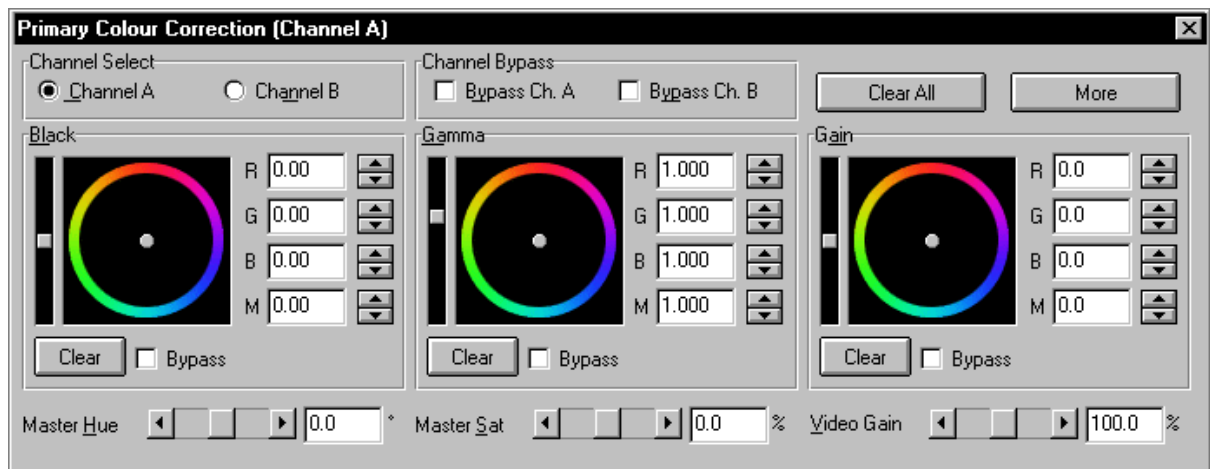 Primary Colour Correction (Channel A)
Channel Select
Channel A
Channel B
Channel Bypass
Bypass Ch. A
Bypass Ch. B
Clear All
More
Black
R 0.00
G 0.00
B 0.00
M 0.00
Clear
Bypass
Gamma
R 1.000
G 1.000
B 1.000
M 1.000
Clear
Bypass
Gain
R 0.0
G 0.0
B 0.0
M 0.0
Clear
Bypass
Master Hue 0.0 °
Master Sat 0.0 %
Video Gain 100.0 %